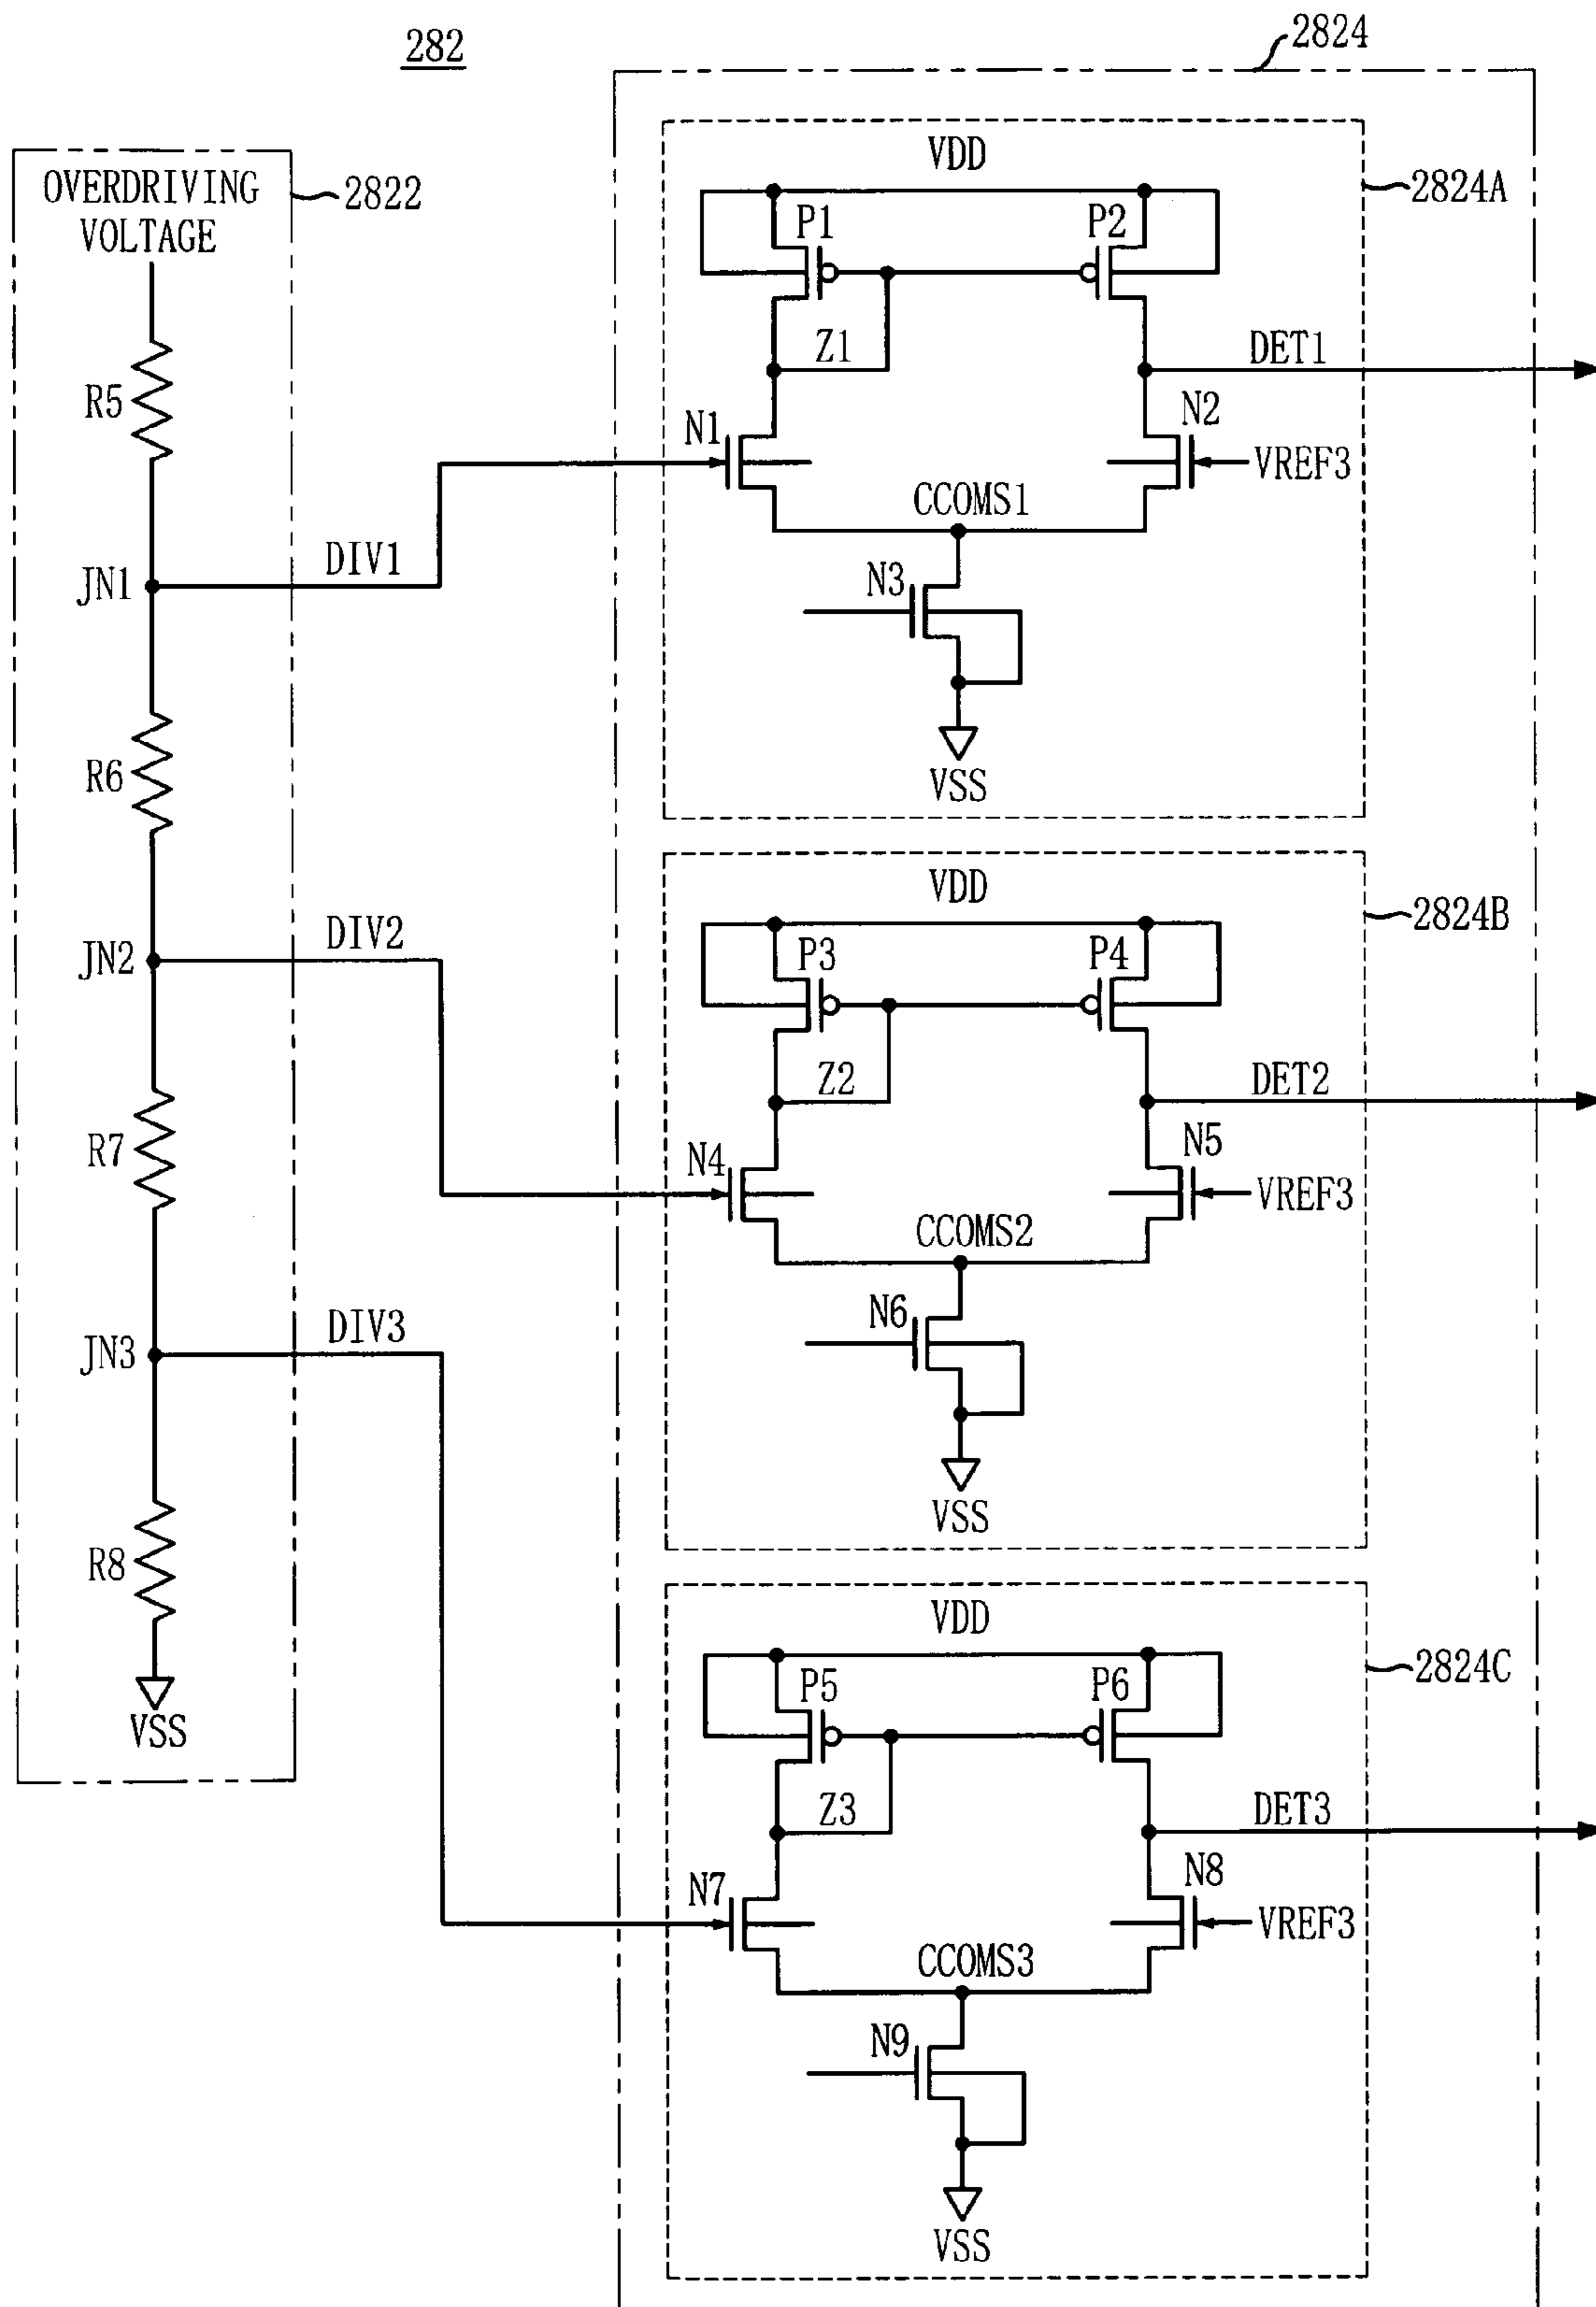 282
2824
OVERDRIVING
VOLTAGE
2822
R5
JN1
DIV1
R6
JN2
DIV2
R7
JN3
DIV3
R8
VSS
VDD
2824A
P1
P2
Z1
DET1
N1
N2
VREF3
CCOMS1
N3
VSS
VDD
2824B
P3
P4
Z2
DET2
N4
N5
VREF3
CCOMS2
N6
VSS
VDD
2824C
P5
P6
Z3
DET3
N7
N8
VREF3
CCOMS3
N9
VSS